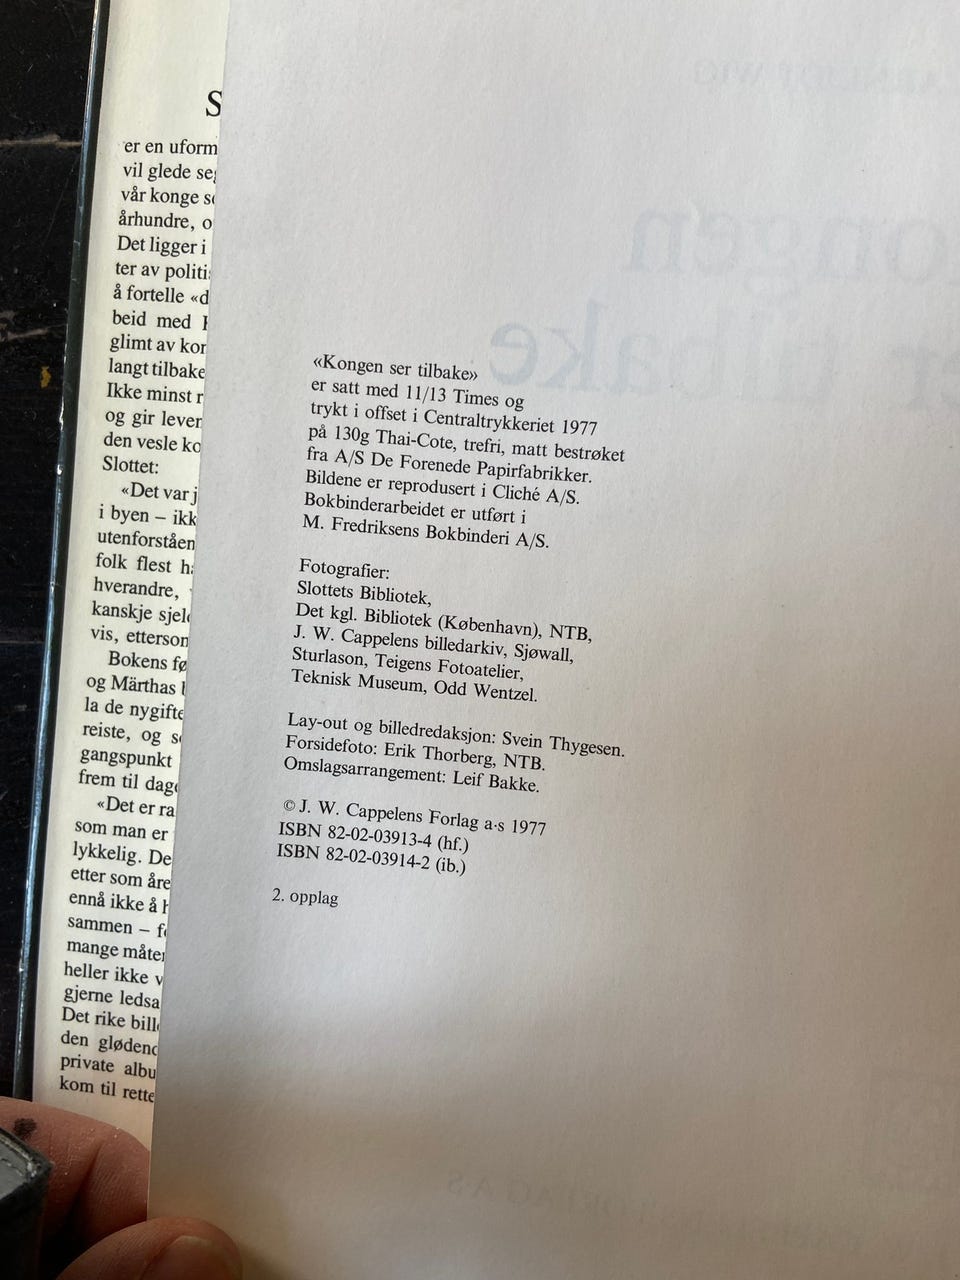 S
er en uform
vil glede seg
vår konge s
århundre, o
Det ligger i
ter av politi
å fortelle «d
beid med
glimt av kon
langt tilbake
Ikke minst
og gir lever
den vesle ko
Slottet:
«Det var j
i byen – ikk
utenforståen
folk flest ha
hverandre,
kanskje sjel
vis, etterson
Bokens fø
og Märthas
la de nygifte
reiste, og s
gangspunkt
frem til dage
«Det er ra
som man er
lykkelig. De
etter som åre
ennå ikke å
sammen – f
mange måter
heller ikke v
gjerne ledsa
Det rike bill
den glødend
private albu
kom til rette
«Kongen ser tilbake»
er satt med 11/13 Times og
trykt i offset i Centraltrykkeriet 1977
på 130g Thai-Cote, trefri, matt bestrøket
fra A/S De Forenede Papirfabrikker.
Bildene er reprodusert i Cliché A/S.
Bokbinderarbeidet er utført i
M. Fredriksens Bokbinderi A/S.
Fotografier:
Slottets Bibliotek,
Det kgl. Bibliotek (København), NTB,
J. W. Cappelens billedarkiv, Sjøwall,
Sturlason, Teigens Fotoatelier,
Teknisk Museum, Odd Wentzel.
Lay-out og billedredaksjon: Svein Thygesen.
Forsidefoto: Erik Thorberg, NTB.
Omslagsarrangement: Leif Bakke.
© J. W. Cappelens Forlag a·s 1977
ISBN 82-02-03913-4 (hf.)
ISBN 82-02-03914-2 (ib.)
2. opplag